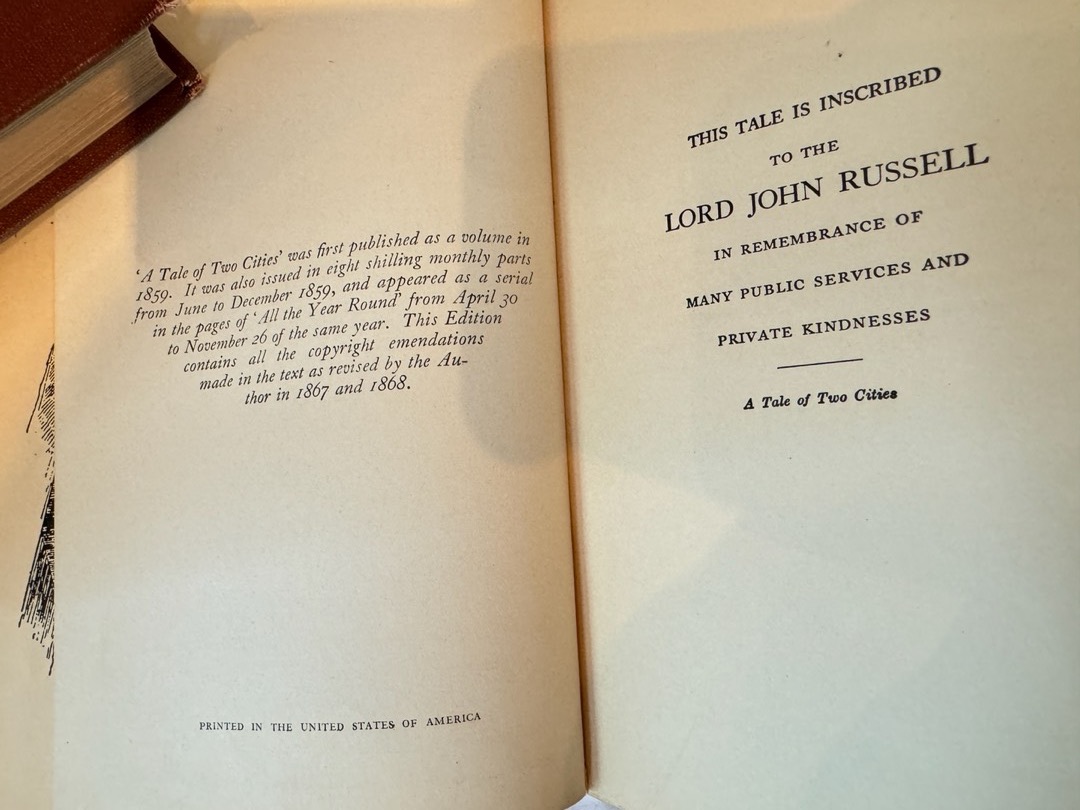 'A Tale of Two Cities' was first published as a volume in
1859. It was also issued in eight shilling monthly parts
from June to December 1859, and appeared as a serial
in the pages of 'All the Year Round' from April 30
to November 26 of the same year. This Edition
contains all the copyright emendations
made in the text as revised by the Au-
thor in 1867 and 1868.
PRINTED IN THE UNITED STATES OF AMERICA
THIS TALE IS INSCRIBED
TO THE
LORD JOHN RUSSELL
IN REMEMBRANCE OF
MANY PUBLIC SERVICES AND
PRIVATE KINDNESSES
A Tale of Two Cities